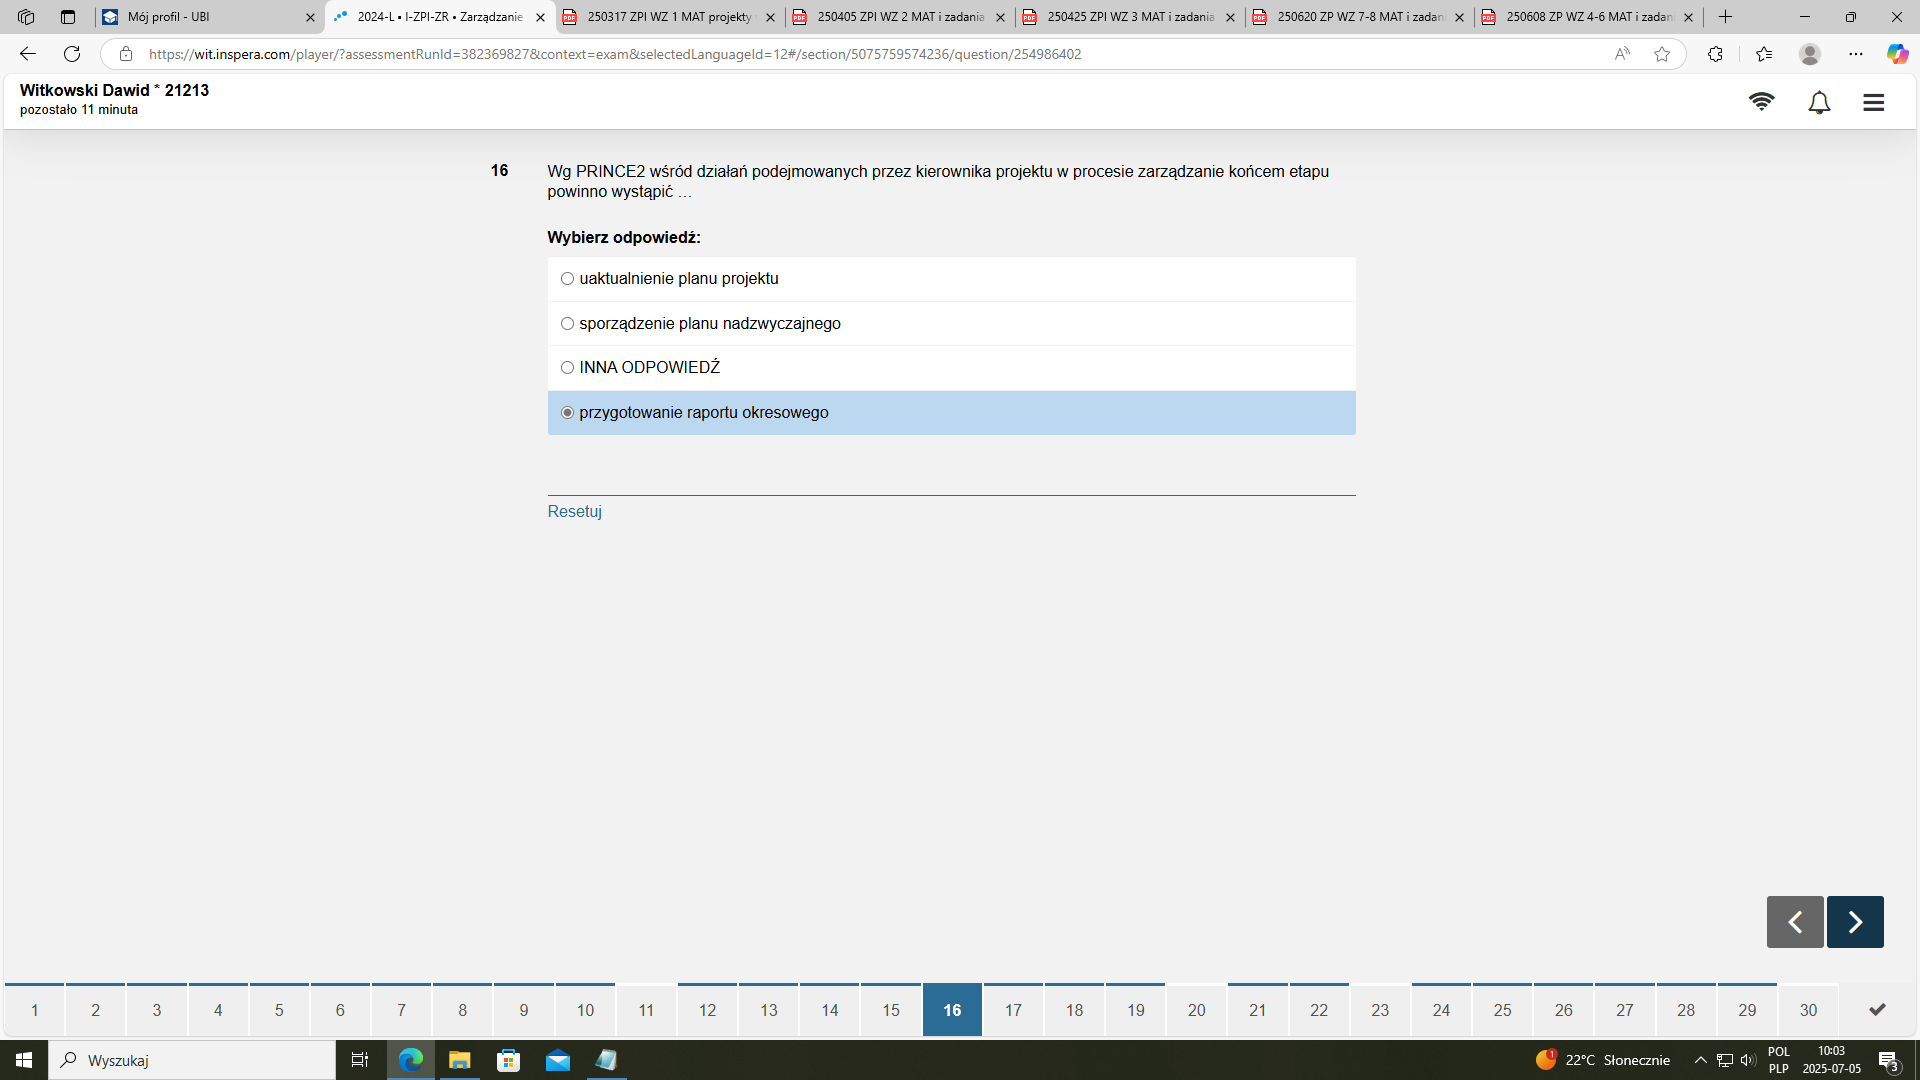 Mój profil - UBI
2024-L • I-ZPI-ZR • Zarządzanie
250317 ZPI WZ 1 MAT projekty
250405 ZPI WZ 2 MAT i zadania
250425 ZPI WZ 3 MAT i zadania
250620 ZP WZ 7-8 MAT i zadan
250608 ZP WZ 4-6 MAT i zadan
https://wit.inspera.com/player/?assessmentRunId=382369827&context=exam&selectedLanguageId=12#/section/5075759574236/question/254986402
Witkowski Dawid * 21213
pozostało 11 minuta
16
Wg PRINCE2 wśród działań podejmowanych przez kierownika projektu w procesie zarządzanie końcem etapu
powinno wystąpić …
Wybierz odpowiedź:
uaktualnienie planu projektu
sporządzenie planu nadzwyczajnego
INNA ODPOWIEDŹ
przygotowanie raportu okresowego
Resetuj
1 2 3 4 5 6 7 8 9 10 11 12 13 14 15 16 17 18 19 20 21 22 23 24 25 26 27 28 29 30
Wyszukaj
1
22°C Słonecznie
POL
PLP
10:03
2025-07-05
3